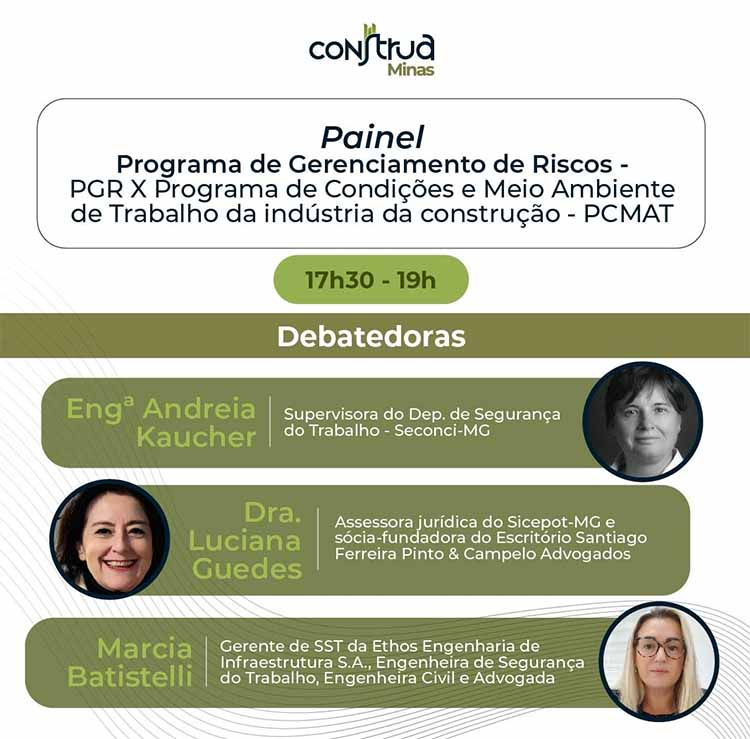 construa
Minas
Painel
Programa de Gerenciamento de Riscos -
PGR X Programa de Condições e Meio Ambiente
de Trabalho da indústria da construção - PCMAT
17h30 - 19h
Debatedoras
Engª Andreia
Kaucher
Supervisora do Dep. de Segurança
do Trabalho - Seconci-MG
Dra.
Luciana
Guedes
Assessora jurídica do Sicepot-MG e
sócia-fundadora do Escritório Santiago
Ferreira Pinto & Campelo Advogados
Marcia
Batistelli
Gerente de SST da Ethos Engenharia de
Infraestrutura S.A., Engenheira de Segurança
do Trabalho, Engenheira Civil e Advogada